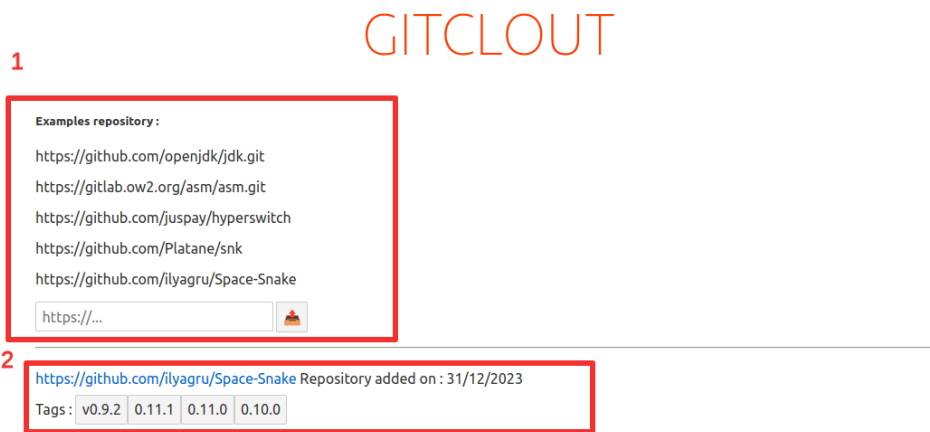 GITCLOUT
1
Examples repository :
https://github.com/openjdk/jdk.git
https://gitlab.ow2.org/asm/asm.git
https://github.com/juspay/hyperswitch
https://github.com/Platane/snk
https://github.com/ilyagru/Space-Snake
https://...
2
https://github.com/ilyagru/Space-Snake Repository added on : 31/12/2023
Tags : v0.9.2 0.11.1 0.11.0 0.10.0